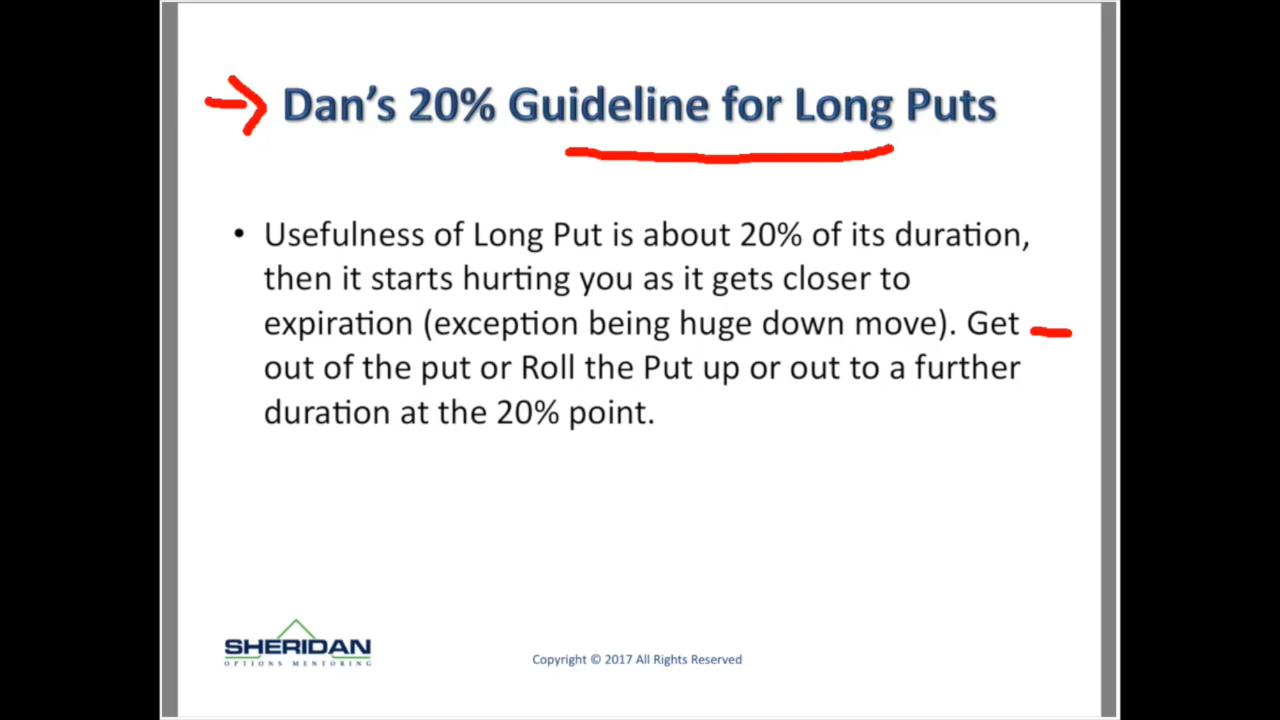 Dan's 20% Guideline for Long Puts
• Usefulness of Long Put is about 20% of its duration,
then it starts hurting you as it gets closer to
expiration (exception being huge down move). Get
out of the put or Roll the Put up or out to a further
duration at the 20% point.
SHERIDAN
OPTIONS MENTORING
Copyright © 2017 All Rights Reserved